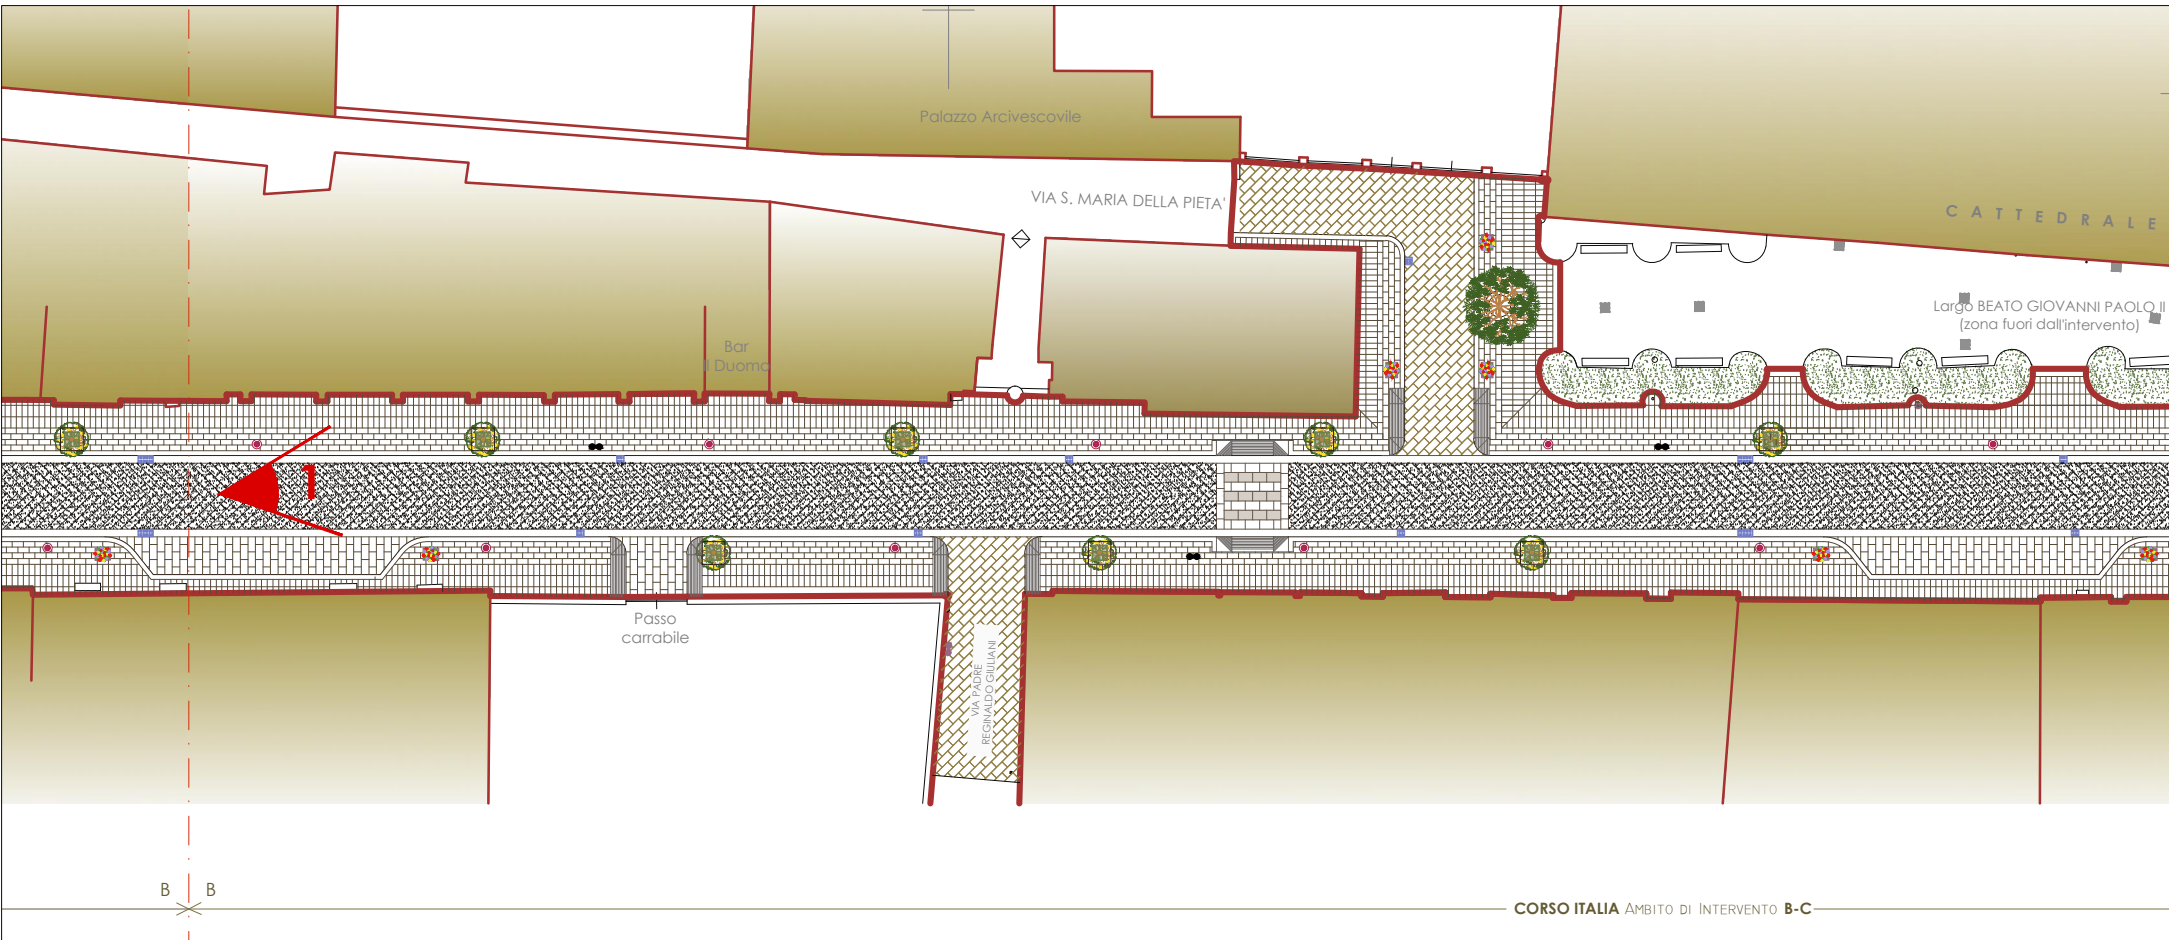 Palazzo Arcivescovile
VIA S. MARIA DELLA PIETA'
CATTEDRALE
Largo BEATO GIOVANNI PAOLO II
(zona fuori dall'intervento)
Bar
Il Duomo
1
Passo
carrabile
VIA PADRE
REGINALDO GIULIANI
B B
CORSO ITALIA AMBITO DI INTERVENTO B-C